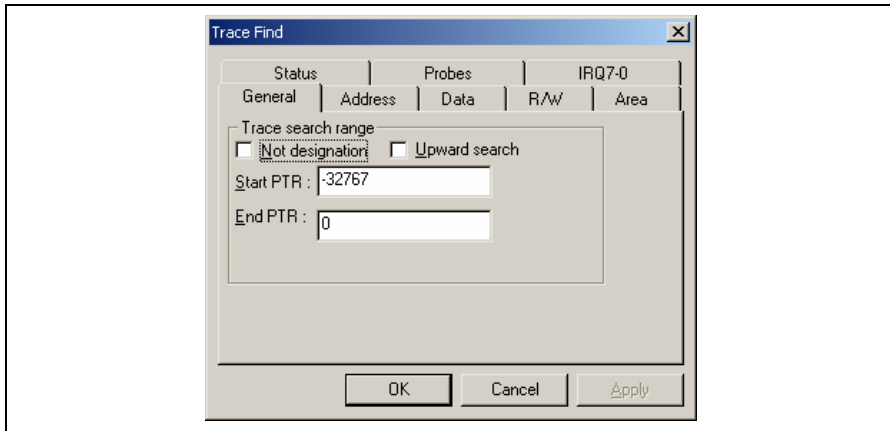 Trace Find
Status Probes IRQ7-0
General Address Data R/W Area
Trace search range
Not designation Upward search
Start PTR : -32767
End PTR : 0
OK Cancel Apply